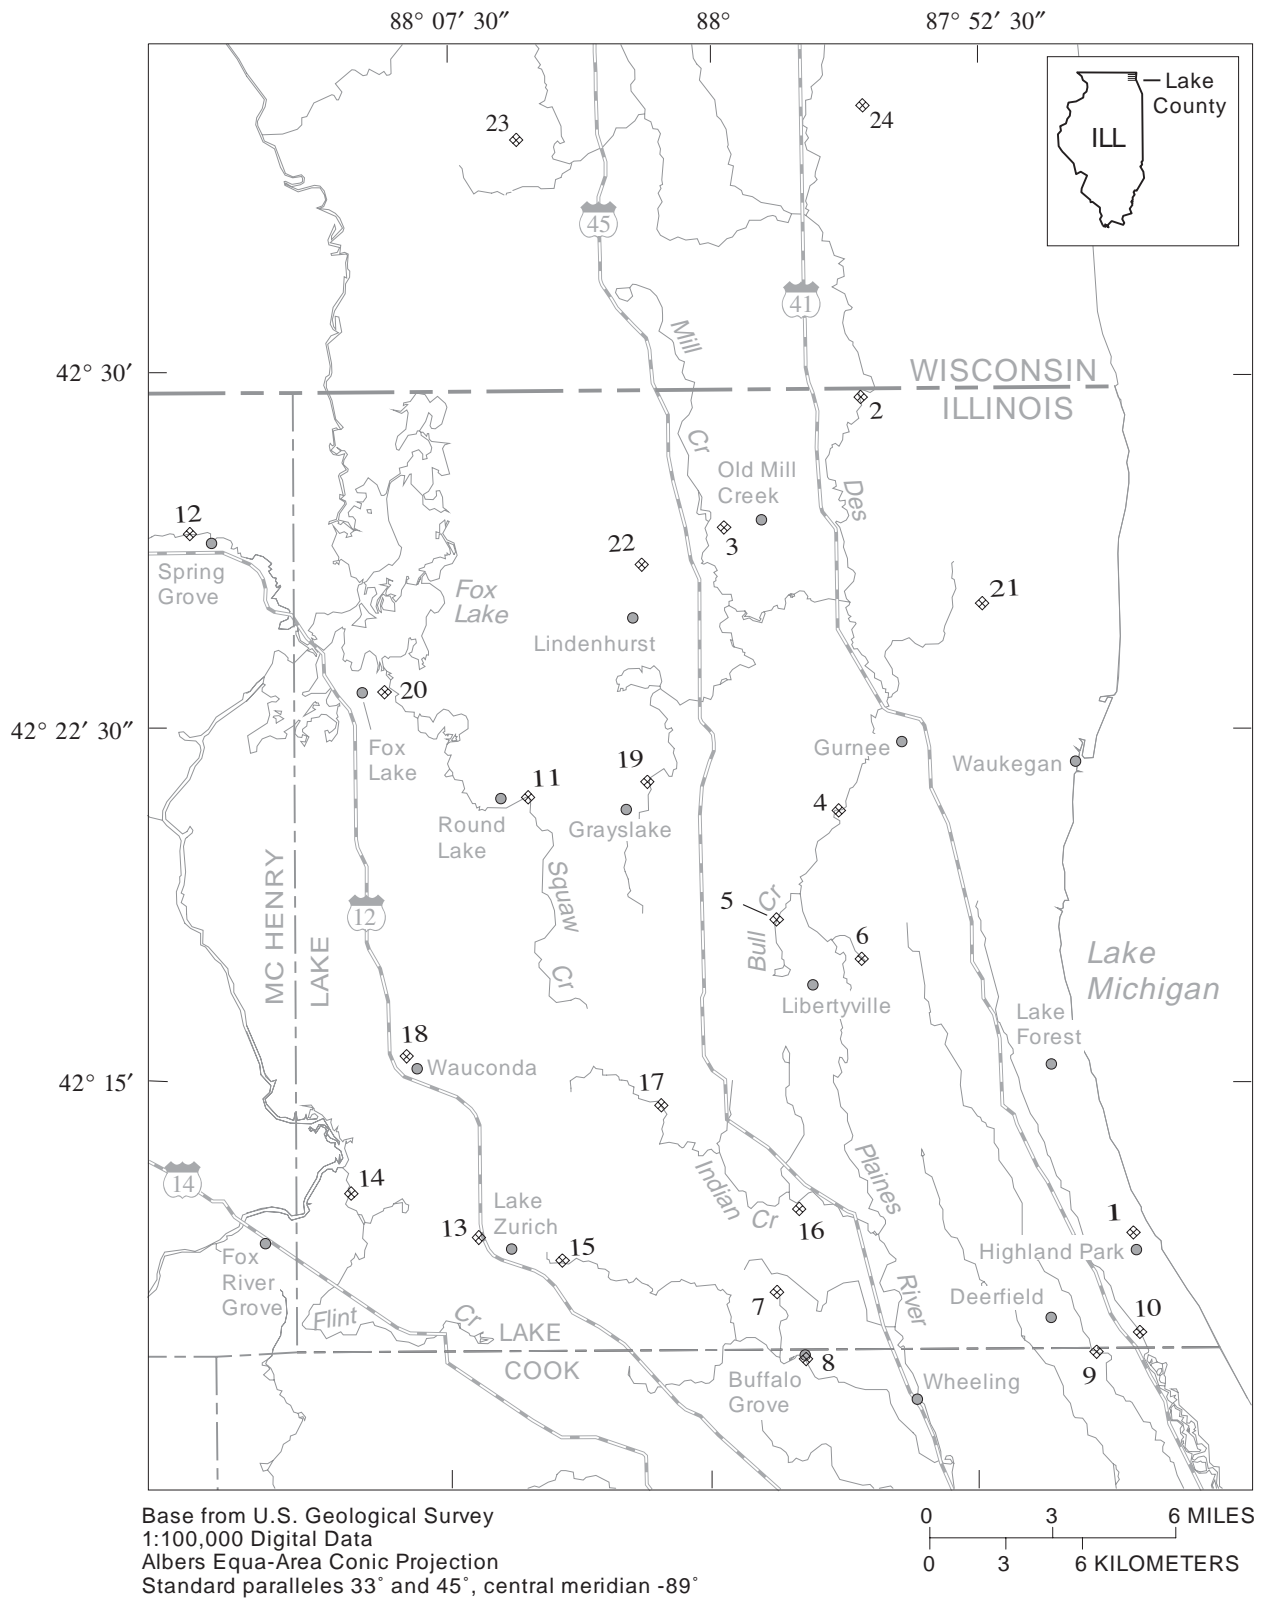 88° 07′ 30″
88°
87° 52′ 30″
Lake
County
ILL
23
24
45
41
Mill
42° 30′
WISCONSIN
ILLINOIS
2
Cr
Old Mill
Creek
Des
12
3
22
Spring
Grove
Fox
Lake
21
Lindenhurst
20
42° 22′ 30″
Fox
Lake
Gurnee
Waukegan
19
11
4
Round
Lake
Grayslake
MC HENRY
LAKE
Squaw
Cr
12
5
Bull
Cr
6
Lake
Michigan
Libertyville
Lake
Forest
18
Wauconda
42° 15′
17
14
14
Indian
Cr
Plaines
Lake
Zurich
13
15
16
1
Highland Park
Fox
River
Grove
7
River
Deerfield
10
Flint
Cr
LAKE
COOK
8
9
Buffalo
Grove
Wheeling
Base from U.S. Geological Survey
1:100,000 Digital Data
Albers Equa-Area Conic Projection
Standard paralleles 33° and 45°, central meridian -89°
0 3 6 MILES
0 3 6 KILOMETERS